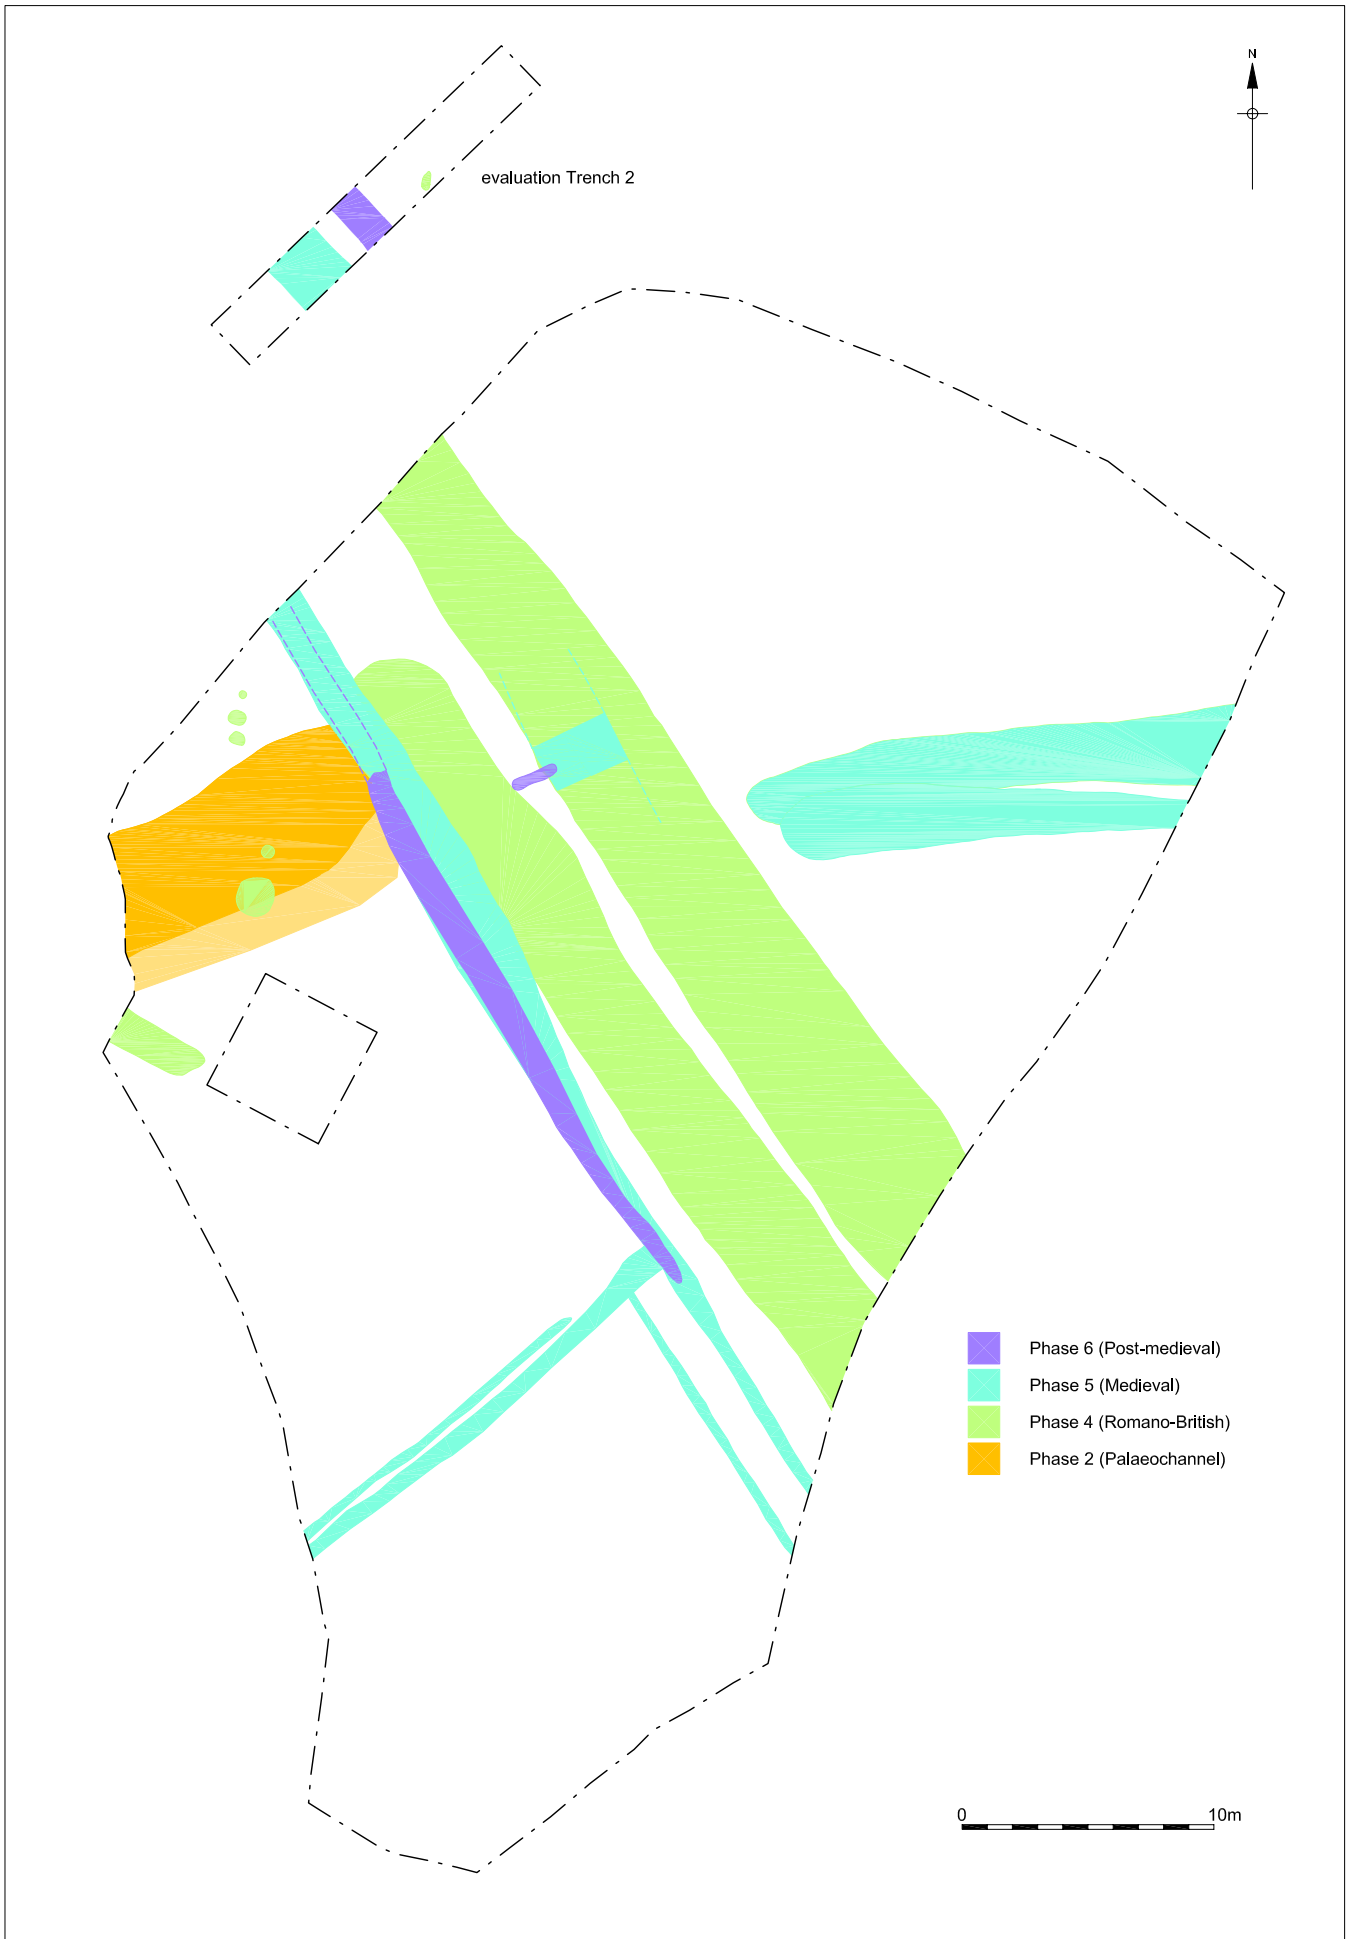 N
evaluation Trench 2
Phase 6 (Post-medieval)
Phase 5 (Medieval)
Phase 4 (Romano-British)
Phase 2 (Palaeochannel)
0 10m